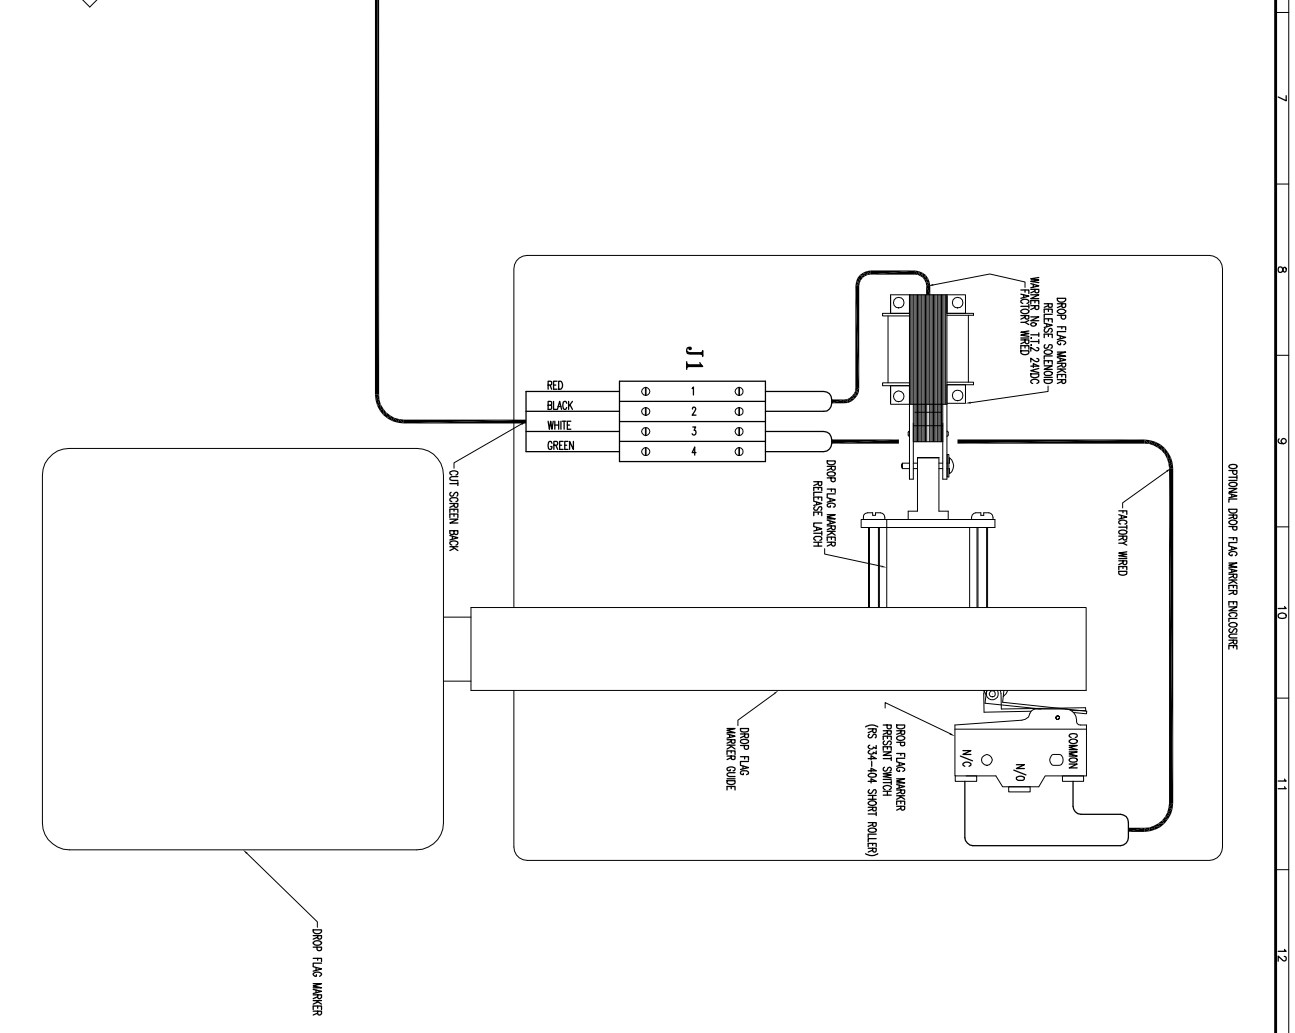 7
8
9
10
11
12
OPTIONAL DROP FLAG MARKER ENCLOSURE
DROP FLAG MARKER
RELEASE SOLENOID
WARNER No T.T.2 24VDC
FACTORY WIRED
FACTORY WIRED
J1
RED
BLACK
WHITE
GREEN
1
2
3
4
DROP FLAG MARKER
RELEASE LATCH
CUT SCREEN BACK
COMMON
N/O
N/C
DROP FLAG MARKER
PRESENT SWITCH
(RS 334-404 SHORT ROLLER)
DROP FLAG
MARKER GUIDE
DROP FLAG MARKER